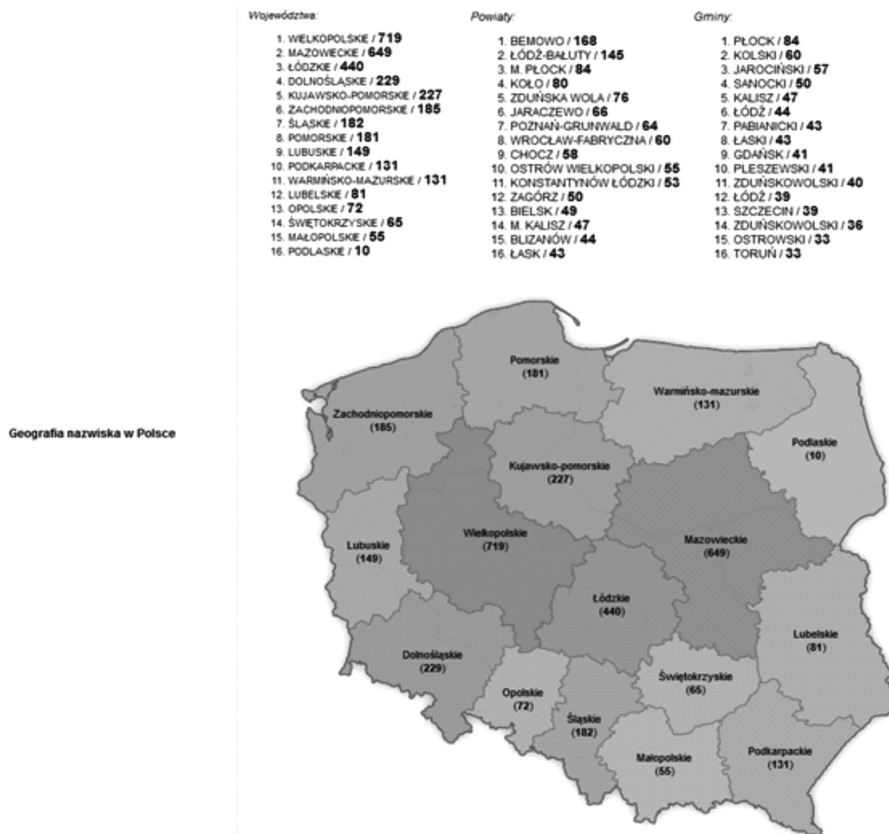 Województwa:
1. WIELKOPOLSKIE / 719
2. MAZOWIECKIE / 649
3. ŁÓDZKIE / 440
4. DOLNOŚLĄSKIE / 229
5. KUJAWSKO-POMORSKIE / 227
6. ZACHODNIOPOMORSKIE / 185
7. ŚLĄSKIE / 182
8. POMORSKIE / 181
9. LUBUSKIE / 149
10. PODKARPACKIE / 131
11. WARMIŃSKO-MAZURSKIE / 131
12. LUBELSKIE / 81
13. OPOLSKIE / 72
14. ŚWIĘTOKRZYSKIE / 65
15. MAŁOPOLSKIE / 55
16. PODLASKIE / 10
Powiaty:
1. BEMOWO / 168
2. ŁÓDŹ-BAŁUTY / 145
3. M. PŁOCK / 84
4. KOŁO / 80
5. ZDUŃSKA WOLA / 76
6. JARACZEWO / 66
7. POZNAŃ-GRUNWALD / 64
8. WROCŁAW-FABRYCZNA / 60
9. CHOCZ / 58
10. OSTRÓW WIELKOPOLSKI / 55
11. KONSTANTYNÓW ŁÓDZKI / 53
12. ZAGÓRZ / 50
13. BIELSK / 49
14. M. KALISZ / 47
15. BLIZANÓW / 44
16. ŁASK / 43
Gminy:
1. PŁOCK / 84
2. KOLSKI / 60
3. JAROCIŃSKI / 57
4. SANOCKI / 50
5. KALISZ / 47
6. ŁÓDŹ / 44
7. PABIANICKI / 43
8. ŁASKI / 43
9. GDAŃSK / 41
10. PLESZEWSKI / 41
11. ZDUŃSKOWOLSKI / 40
12. ŁÓDŹ / 39
13. SZCZECIN / 39
14. ZDUŃSKOWOLSKI / 36
15. OSTROWSKI / 33
16. TORUŃ / 33
Geografia nazwiska w Polsce
Pomorskie
(181)
Warmińsko-mazurskie
(131)
Zachodniopomorskie
(185)
Podlaskie
(10)
Kujawsko-pomorskie
(227)
Wielkopolskie
(719)
Mazowieckie
(649)
Lubuskie
(149)
Łódzkie
(440)
Lubelskie
(81)
Dolnośląskie
(229)
Świętokrzyskie
(65)
Opolskie
(72)
Śląskie
(182)
Małopolskie
(55)
Podkarpackie
(131)